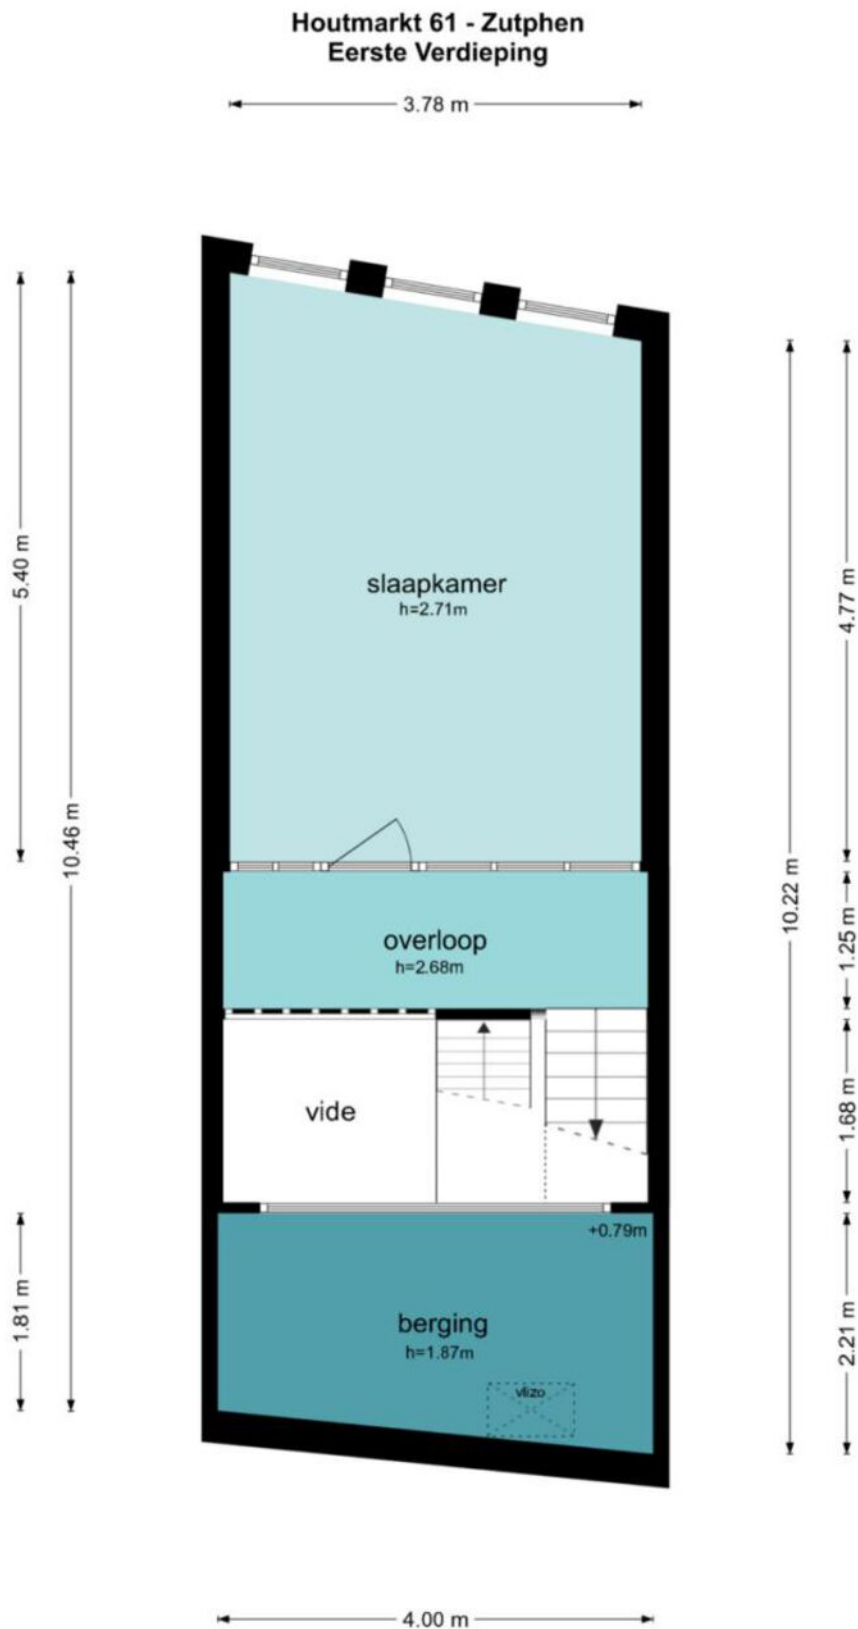 Houtmarkt 61 - Zutphen
Eerste Verdieping
3.78 m
5.40 m
10.46 m
1.81 m
slaapkamer
h=2.71m
overloop
h=2.68m
vide
+0.79m
berging
h=1.87m
vlizo
10.22 m
4.77 m
1.25 m
1.68 m
2.21 m
4.00 m